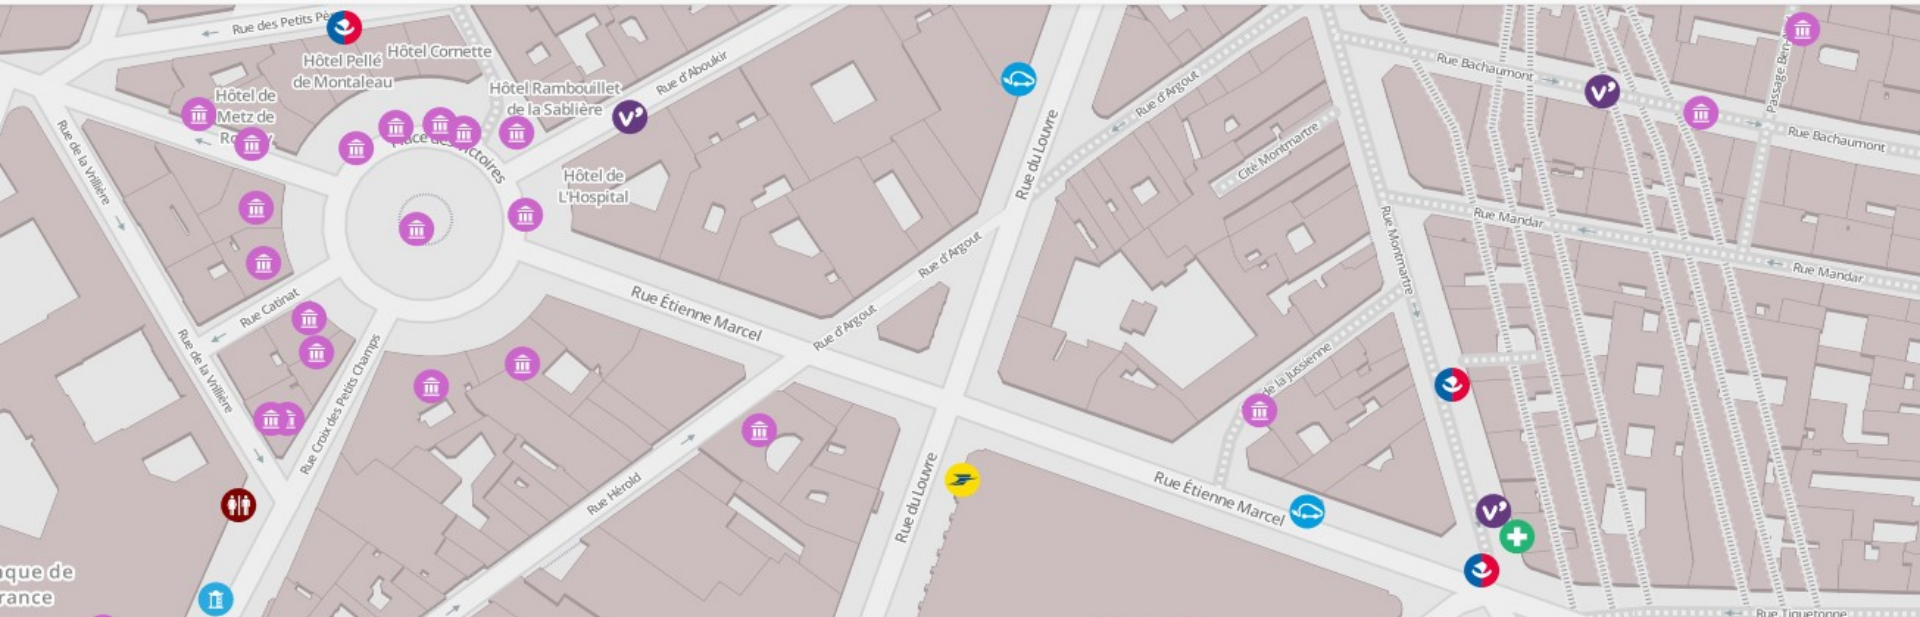 Rue des Petits
Hôtel Pellé
de Montaleau
Hôtel Cornette
Hôtel Rambouillet
de la Sablière
Rue d'Aboukir
Hôtel de
Metz de
Place des Victoires
Hôtel de
L'Hospital
Rue de la Vrillière
Rue Catinat
Rue de la Vrillière
Rue Croix des Petits Champs
Rue Étienne Marcel
Rue d'Argout
Rue d'Argout
Rue d'Argout
Rue du Louvre
Rue du Louvre
Rue Hérold
Cité Montmartre
Rue Montmartre
Rue Bachaumont
Rue Bachaumont
Passage Ben
Rue Mandar
Rue Mandar
de la Jussienne
Rue Étienne Marcel
Rue Tiquetonne
que de
rance
V'
V'
V'